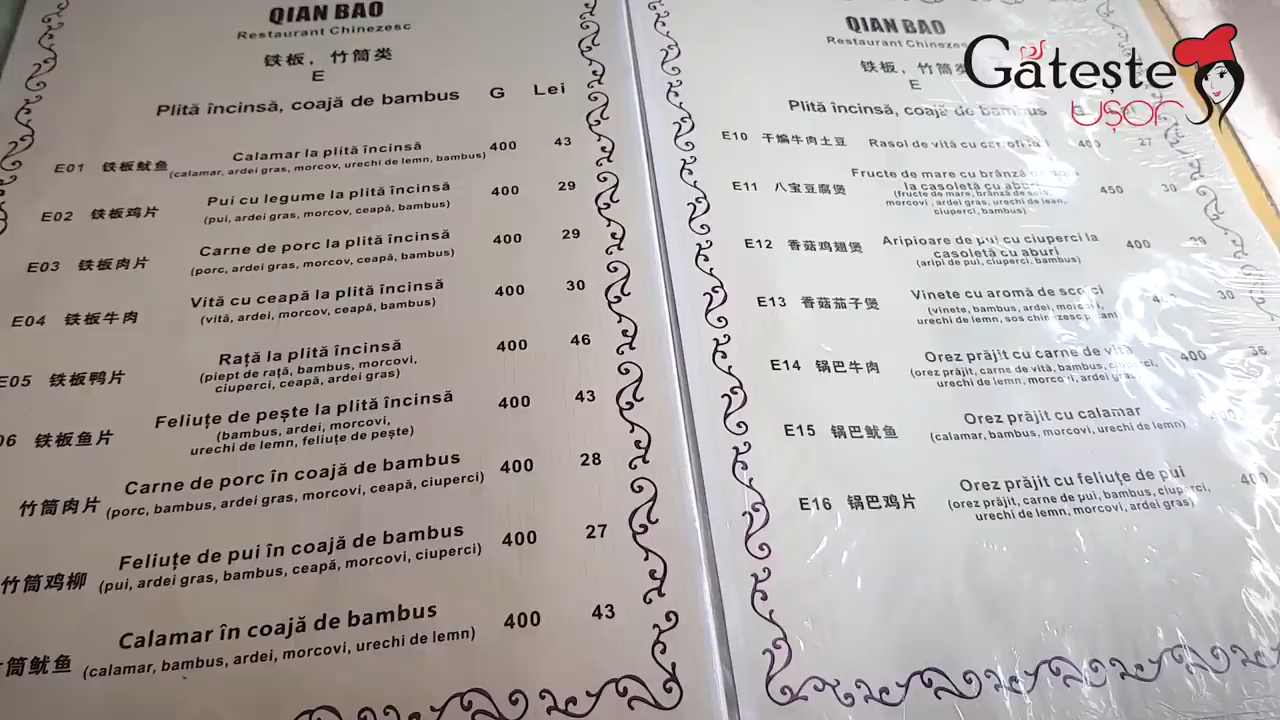 QIAN BAO
Restaurant Chinezesc
铁板，竹筒类
E
Plită încinsă, coajă de bambus G Lei
E01 铁板鱿鱼 Calamar la plită încinsă 400 43
(calamar, ardei gras, morcov, urechi de lemn, bambus)
E02 铁板鸡片 Pui cu legume la plită încinsă 400 29
(pui, ardei gras, morcov, ceapă, bambus)
E03 铁板肉片 Carne de porc la plită încinsă 400 29
(porc, ardei gras, morcov, ceapă, bambus)
E04 铁板牛肉 Vită cu ceapă la plită încinsă 400 30
(vită, ardei, morcov, ceapă, bambus)
E05 铁板鸭片 Rață la plită încinsă 400 46
(piept de rață, bambus, morcovi,
ciuperci, ceapă, ardei gras)
06 铁板鱼片 Feliuțe de pește la plită încinsă 400 43
(bambus, ardei, morcovi,
urechi de lemn, feliuțe de pește)
竹筒肉片 Carne de porc în coajă de bambus 400 28
(porc, bambus, ardei gras, morcovi, ceapă, ciuperci)
竹筒鸡柳 Feliuțe de pui în coajă de bambus 400 27
(pui, ardei gras, bambus, ceapă, morcovi, ciuperci)
竹筒鱿鱼 Calamar în coajă de bambus 400 43
(calamar, bambus, ardei, morcovi, urechi de lemn)
QIAN BAO
Restaurant Chinezesc
铁板，竹筒类
E
Plită încinsă, coajă de bambus
E10 干煸牛肉土豆 Rasol de vită cu 400 27
E11 八宝豆腐煲 Fructe de mare cu brânză de soia 450 30
la casoletă cu aburi
(fructe de mare, brânză de soia,
morcovi, ardei gras, urechi de lean,
ciuperci, bambus)
E12 香菇鸡翅煲 Aripioare de pui cu ciuperci la 400 29
casoletă cu aburi
(aripi de pui, ciuperci, bambus)
E13 香菇茄子煲 Vinete cu aromă de scoici 30
(vinete, bambus, ardei, morcovi,
urechi de lemn, sos chinezesc picant)
E14 锅巴牛肉 Orez prăjit cu carne de vită 400 36
(orez prăjit, carne de vită, bambus, ciuperci,
urechi de lemn, morcovi, ardei gras)
E15 锅巴鱿鱼 Orez prăjit cu calamar
(calamar, bambus, morcovi, urechi de lemn)
E16 锅巴鸡片 Orez prăjit cu feliuțe de pui 400
(orez prăjit, carne de pui, bambus, ciuperci,
urechi de lemn, morcovi, ardei gras)
Gătește
Ușor